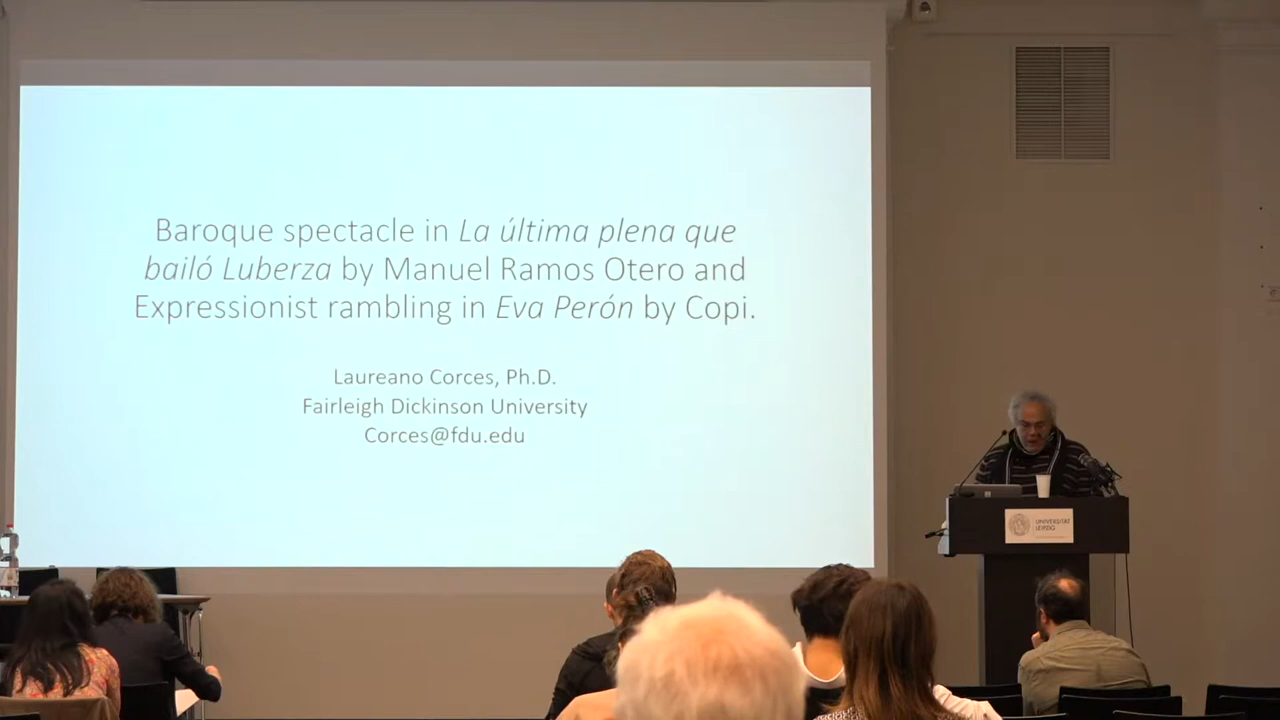 Baroque spectacle in La última plena que
bailó Luberza by Manuel Ramos Otero and
Expressionist rambling in Eva Perón by Copi.
Laureano Corces, Ph.D.
Fairleigh Dickinson University
Corces@fdu.edu
UNIVERSITÄT
LEIPZIG